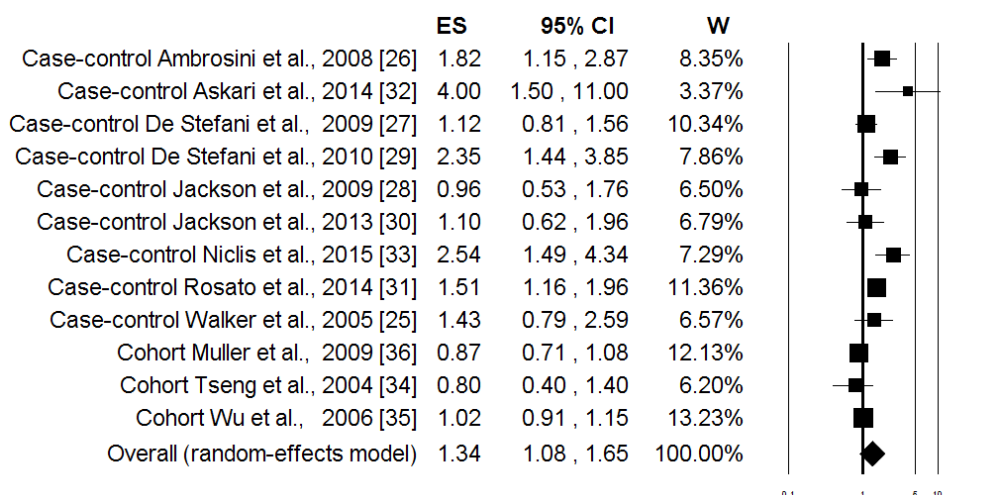 ES 95% CI W
Case-control Ambrosini et al., 2008 [26] 1.82 1.15 , 2.87 8.35%
Case-control Askari et al., 2014 [32] 4.00 1.50 , 11.00 3.37%
Case-control De Stefani et al., 2009 [27] 1.12 0.81 , 1.56 10.34%
Case-control De Stefani et al., 2010 [29] 2.35 1.44 , 3.85 7.86%
Case-control Jackson et al., 2009 [28] 0.96 0.53 , 1.76 6.50%
Case-control Jackson et al., 2013 [30] 1.10 0.62 , 1.96 6.79%
Case-control Niclis et al., 2015 [33] 2.54 1.49 , 4.34 7.29%
Case-control Rosato et al., 2014 [31] 1.51 1.16 , 1.96 11.36%
Case-control Walker et al., 2005 [25] 1.43 0.79 , 2.59 6.57%
Cohort Muller et al., 2009 [36] 0.87 0.71 , 1.08 12.13%
Cohort Tseng et al., 2004 [34] 0.80 0.40 , 1.40 6.20%
Cohort Wu et al., 2006 [35] 1.02 0.91 , 1.15 13.23%
Overall (random-effects model) 1.34 1.08 , 1.65 100.00%
0.1 1 5 10